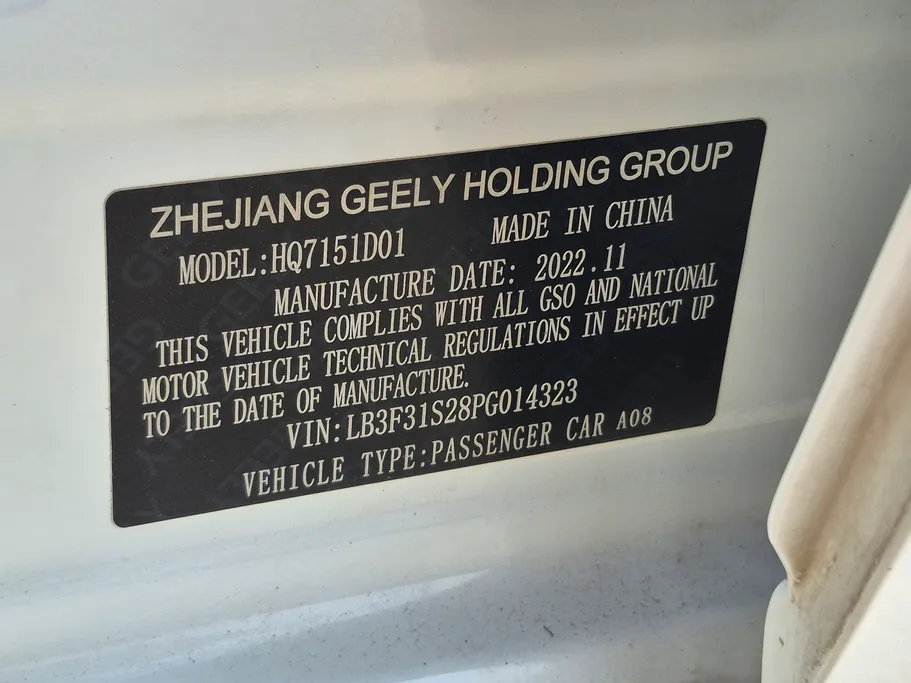 ZHEJIANG GEELY HOLDING GROUP
MODEL:HQ7151D01 MADE IN CHINA
MANUFACTURE DATE: 2022.11
THIS VEHICLE COMPLIES WITH ALL GSO AND NATIONAL
MOTOR VEHICLE TECHNICAL REGULATIONS IN EFFECT UP
TO THE DATE OF MANUFACTURE.
VIN:LB3F31S28PG014323
VEHICLE TYPE:PASSENGER CAR A08